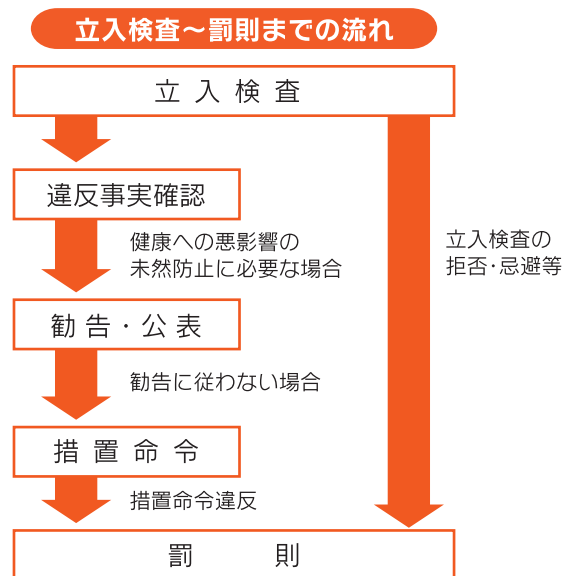 立入検査～罰則までの流れ
立入検査
違反事実確認
健康への悪影響の
未然防止に必要な場合
立入検査の
拒否・忌避等
勧告・公表
勧告に従わない場合
措置命令
措置命令違反
罰則